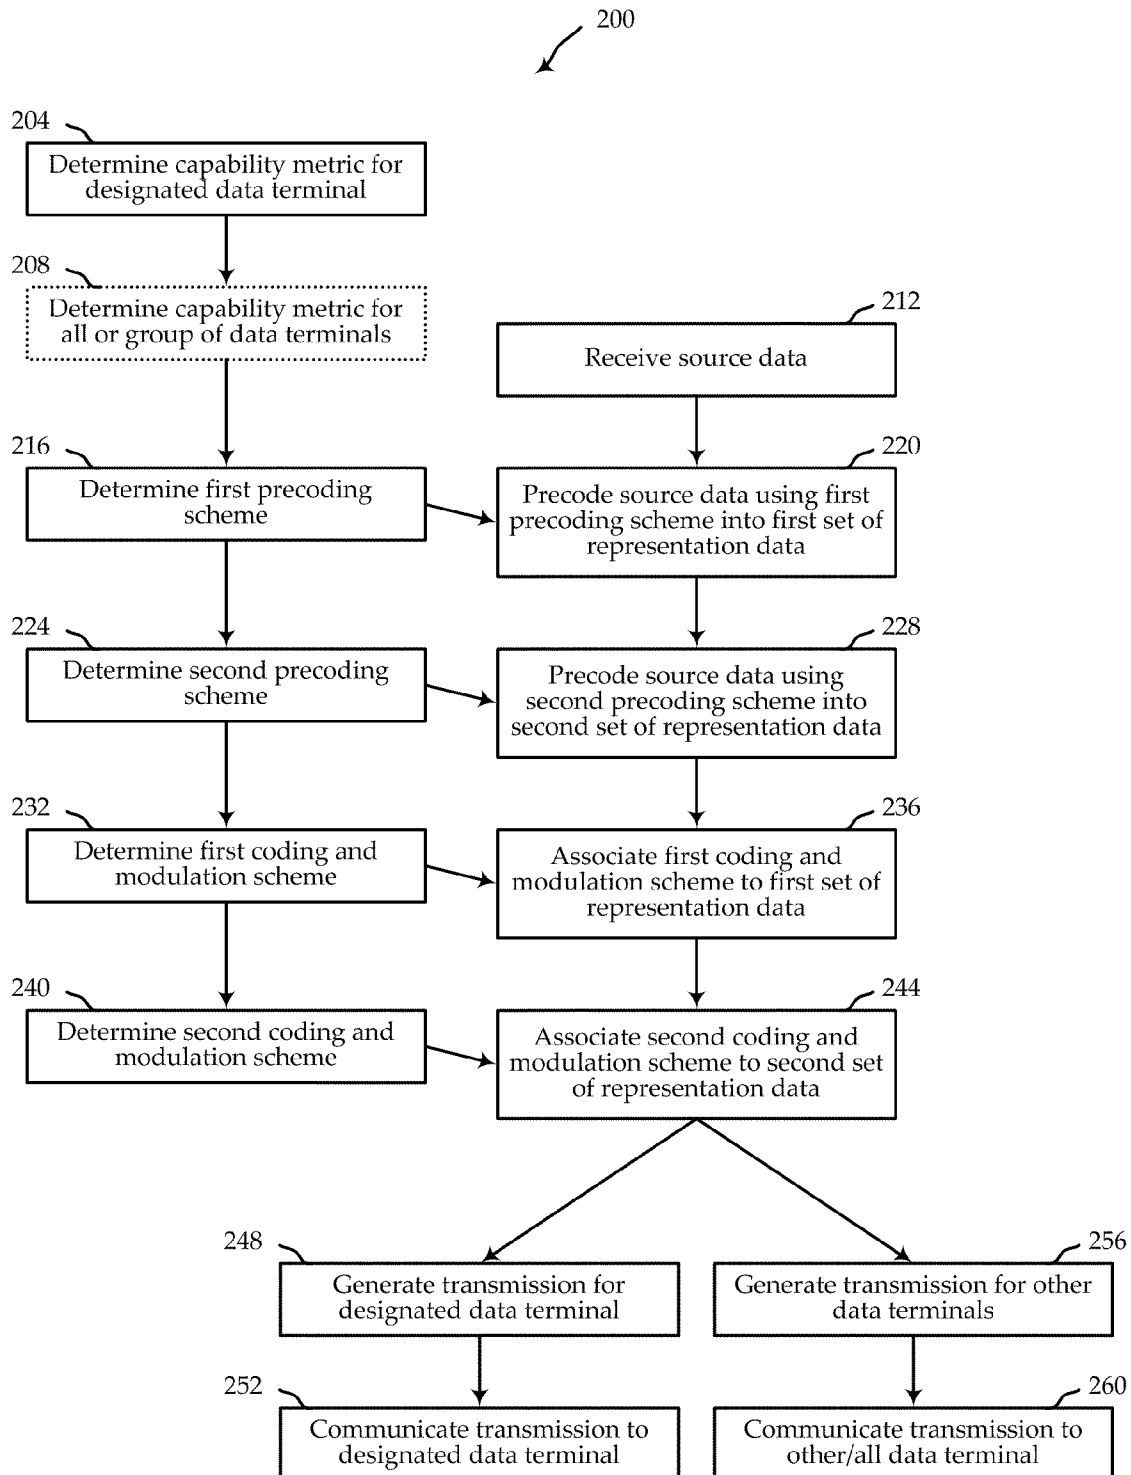 200
204
Determine capability metric for
designated data terminal
208
Determine capability metric for
all or group of data terminals
212
Receive source data
216
Determine first precoding
scheme
220
Precode source data using first
precoding scheme into first set of
representation data
224
Determine second precoding
scheme
228
Precode source data using
second precoding scheme into
second set of representation data
232
Determine first coding and
modulation scheme
236
Associate first coding and
modulation scheme to first set of
representation data
240
Determine second coding and
modulation scheme
244
Associate second coding and
modulation scheme to second set
of representation data
248
Generate transmission for
designated data terminal
256
Generate transmission for other
data terminals
252
Communicate transmission to
designated data terminal
260
Communicate transmission to
other/all data terminal